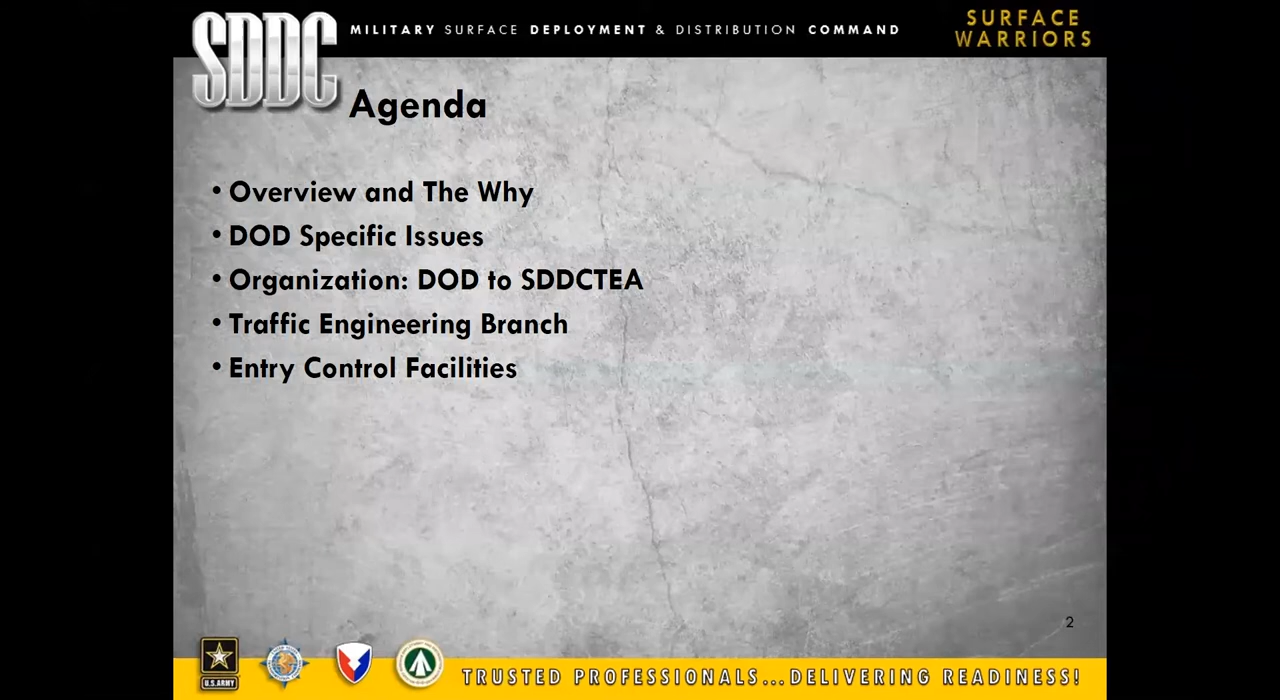 SDDC
MILITARY SURFACE DEPLOYMENT & DISTRIBUTION COMMAND
SURFACE
WARRIORS
Agenda
• Overview and The Why
• DOD Specific Issues
• Organization: DOD to SDDCTEA
• Traffic Engineering Branch
• Entry Control Facilities
2
U.S.ARMY
TRUSTED PROFESSIONALS...DELIVERING READINESS!